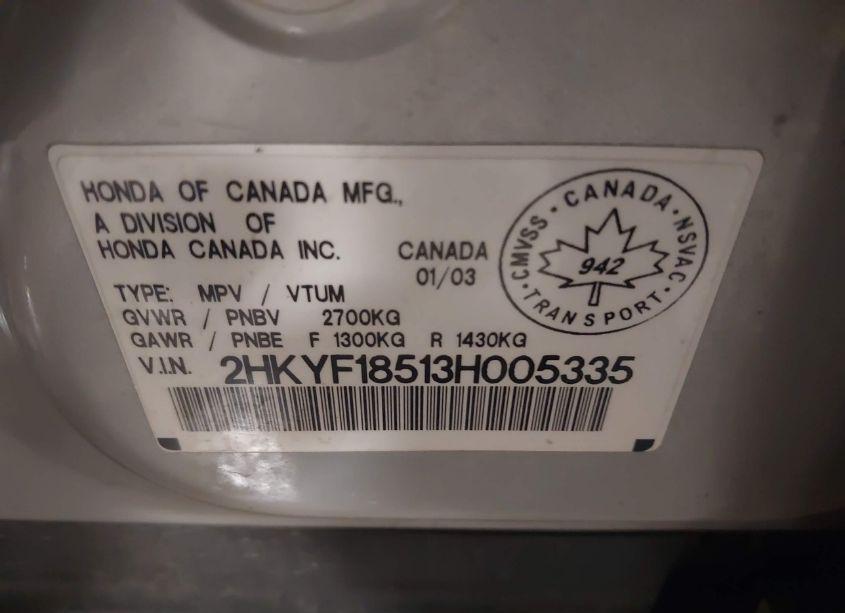 HONDA OF CANADA MFG.,
A DIVISION OF
HONDA CANADA INC.
CANADA
01/03
TYPE: MPV / VTUM
GVWR / PNBV 2700KG
GAWR / PNBE F 1300KG R 1430KG
V.I.N. 2HKYF18513H005335
CANADA
CMVSS · NSVAC
942
TRANSPORT